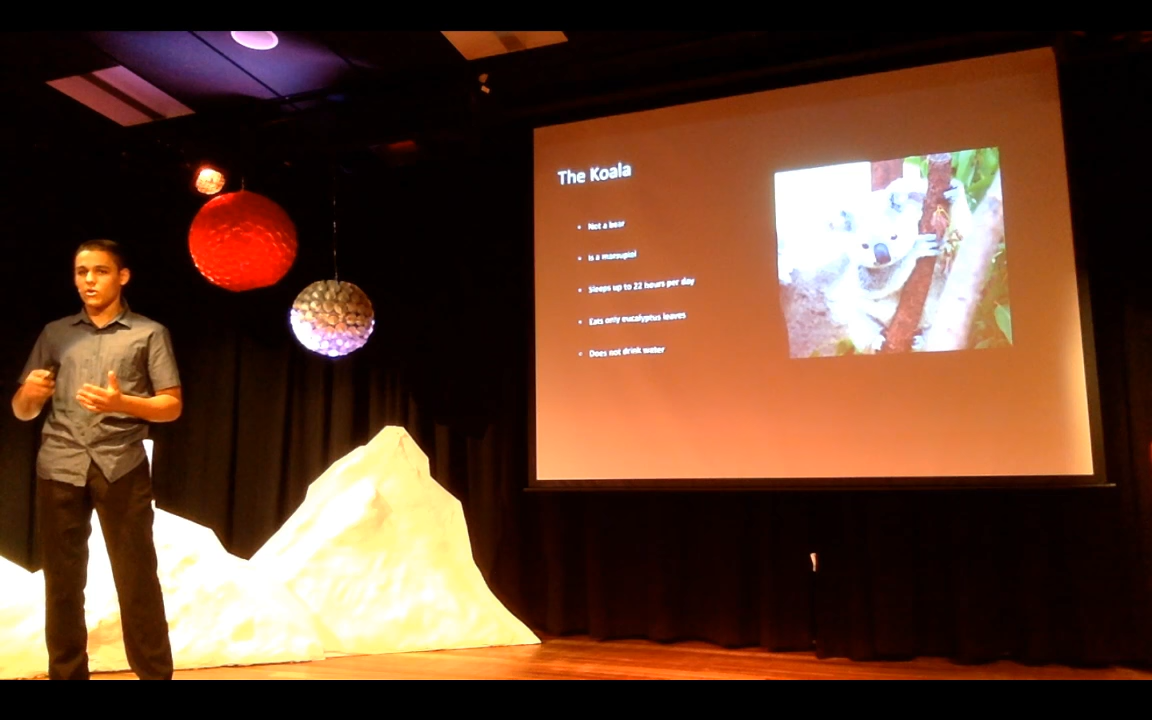 The Koala
• Not a bear
• Is a marsupial
• Sleeps up to 22 hours per day
• Eats only eucalyptus leaves
• Does not drink water